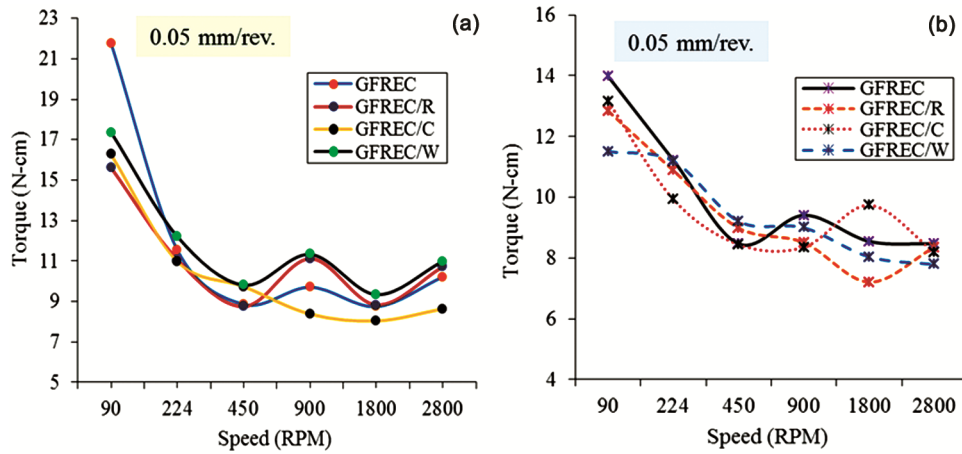 (a)
0.05 mm/rev.
GFREC
GFREC/R
GFREC/C
GFREC/W
Torque (N-cm)
23
21
19
17
15
13
11
9
7
5
90 224 450 900 1800 2800
Speed (RPM)
(b)
0.05 mm/rev.
GFREC
GFREC/R
GFREC/C
GFREC/W
Torque (N-cm)
16
14
12
10
8
6
4
90 224 450 900 1800 2800
Speed (RPM)